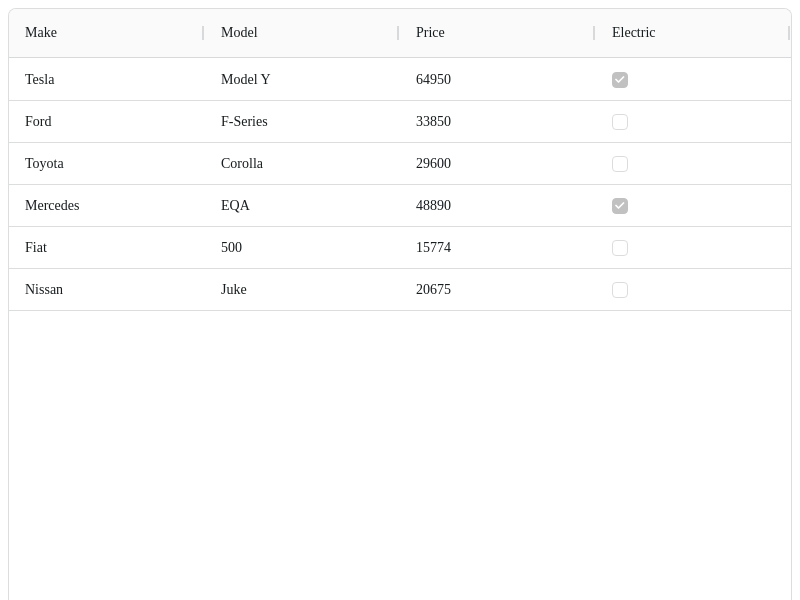 Make Model Price Electric
Tesla Model Y 64950
Ford F-Series 33850
Toyota Corolla 29600
Mercedes EQA 48890
Fiat 500 15774
Nissan Juke 20675